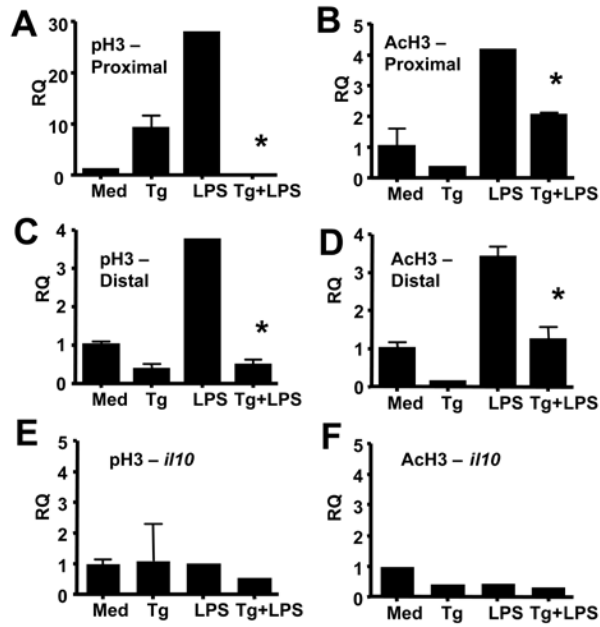 A
pH3 –
Proximal
RQ
30
20
10
0
Med Tg LPS Tg+LPS
*
B
AcH3 –
Proximal
RQ
5
4
3
2
1
0
Med Tg LPS Tg+LPS
*
C
pH3 –
Distal
RQ
4
3
2
1
0
Med Tg LPS Tg+LPS
*
D
AcH3 –
Distal
RQ
4
3
2
1
0
Med Tg LPS Tg+LPS
*
E
pH3 – il10
RQ
5
4
3
2
1
0
Med Tg LPS Tg+LPS
F
AcH3 – il10
RQ
5
4
3
2
1
0
Med Tg LPS Tg+LPS